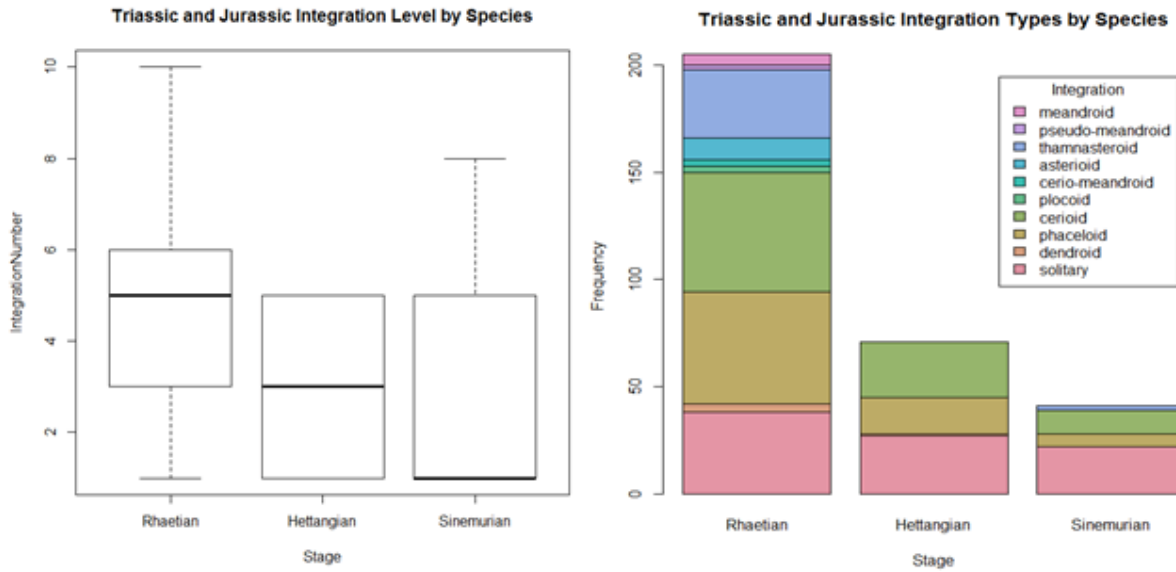 Triassic and Jurassic Integration Level by Species
IntegrationNumber
10
8
6
4
2
Rhaetian Hettangian Sinemurian
Stage
Triassic and Jurassic Integration Types by Species
Frequency
200
150
100
50
0
Integration
meandroid
pseudo-meandroid
thamnasteroid
asterioid
cerio-meandroid
plocoid
cerioid
phaceloid
dendroid
solitary
Rhaetian Hettangian Sinemurian
Stage